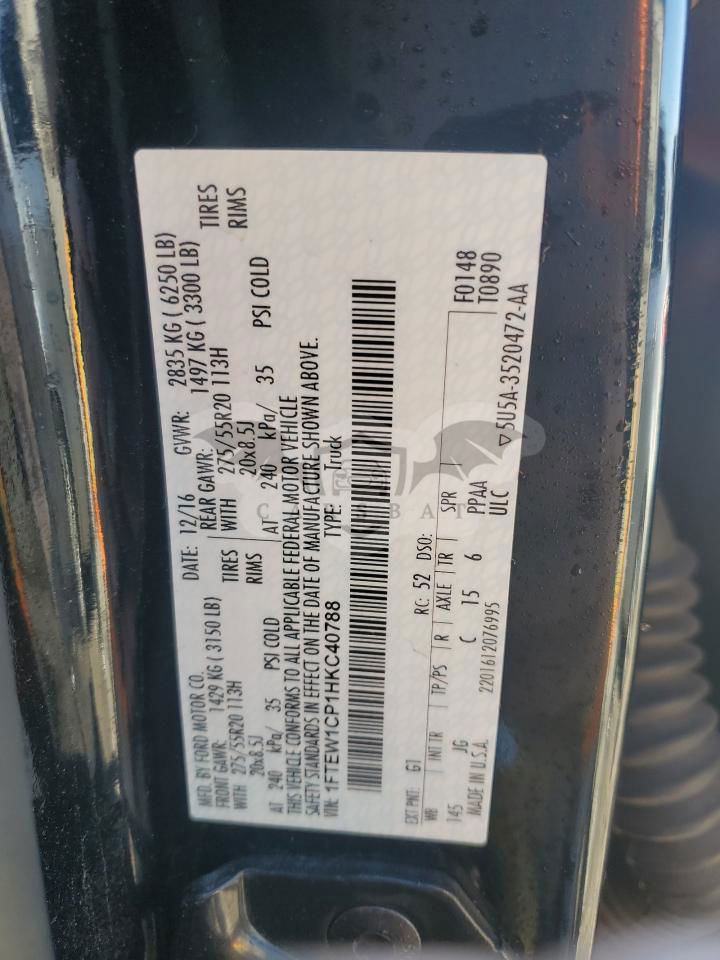 MFD. BY FORD MOTOR CO.
DATE: 12/16 GVWR: 2835 KG ( 6250 LB)
FRONT GAWR: 1429 KG ( 3150 LB)
REAR GAWR: 1497 KG ( 3300 LB)
WITH 275/55R20 113H TIRES
WITH 275/55R20 113H TIRES
20x8.5J RIMS
20x8.5J RIMS
AT 240 kPa/ 35 PSI COLD
AT 240 kPa/ 35 PSI COLD
THIS VEHICLE CONFORMS TO ALL APPLICABLE FEDERAL MOTOR VEHICLE
SAFETY STANDARDS IN EFFECT ON THE DATE OF MANUFACTURE SHOWN ABOVE.
VIN: 1FTEW1CP1HKC40788 TYPE: Truck
EXT PNT: G1 RC: 52 DSO: F0148
WB | INT TR | TP/PS | R | AXLE | TR | SPR | T0890
145 JG C 15 6 PPAA
MADE IN U.S.A. 2201612076995 ULC
▽5U5A-3520472-AA